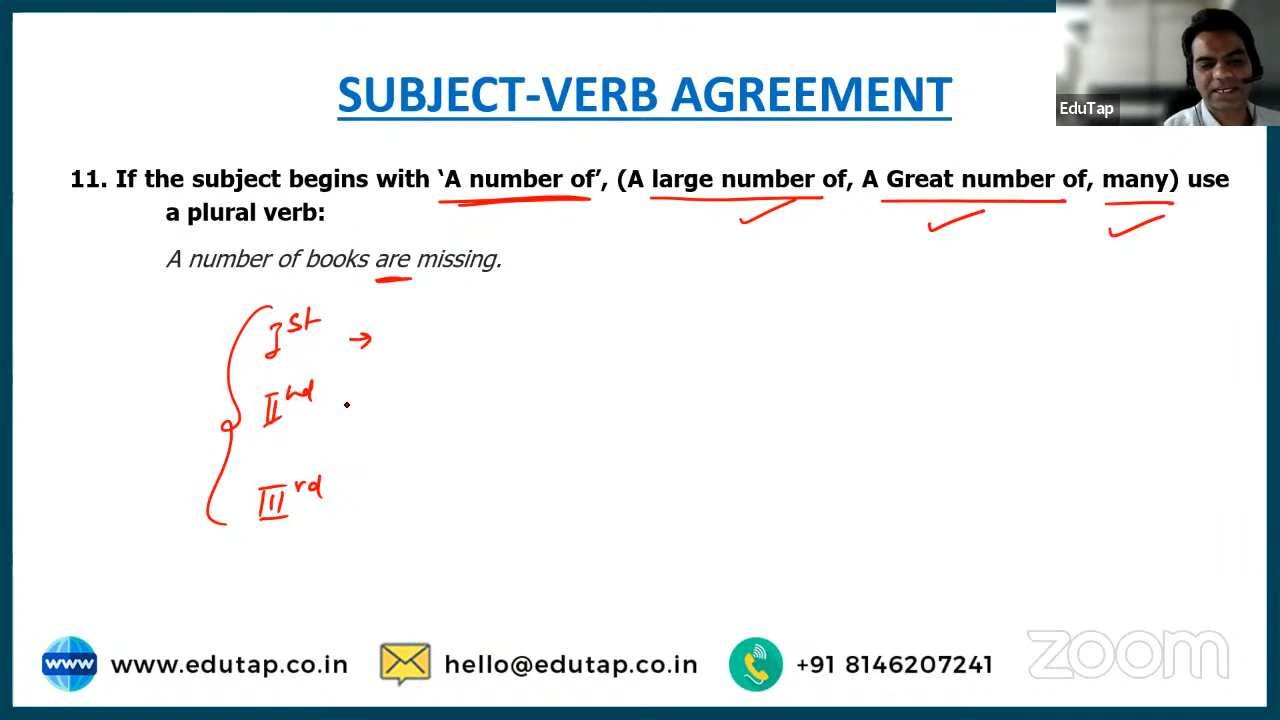 SUBJECT-VERB AGREEMENT
EduTap
11. If the subject begins with ‘A number of’, (A large number of, A Great number of, many) use
a plural verb:
A number of books are missing.
Ist →
IInd
IIIrd
www www.edutap.co.in hello@edutap.co.in +91 8146207241 zoom